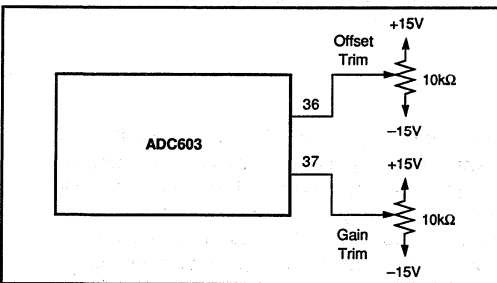 +15V
Offset
Trim
10kΩ
36
–15V
ADC603
37
+15V
10kΩ
Gain
Trim
–15V